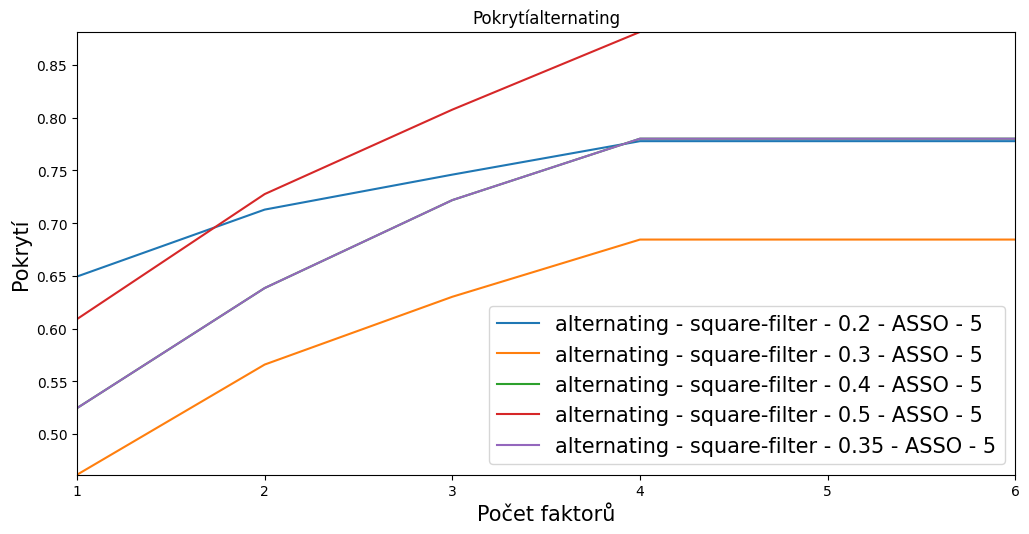 Pokrytíalternating
0.85
0.80
0.75
0.70
0.65
0.60
0.55
0.50
Pokrytí
alternating - square-filter - 0.2 - ASSO - 5
alternating - square-filter - 0.3 - ASSO - 5
alternating - square-filter - 0.4 - ASSO - 5
alternating - square-filter - 0.5 - ASSO - 5
alternating - square-filter - 0.35 - ASSO - 5
1 2 3 4 5 6
Počet faktorů